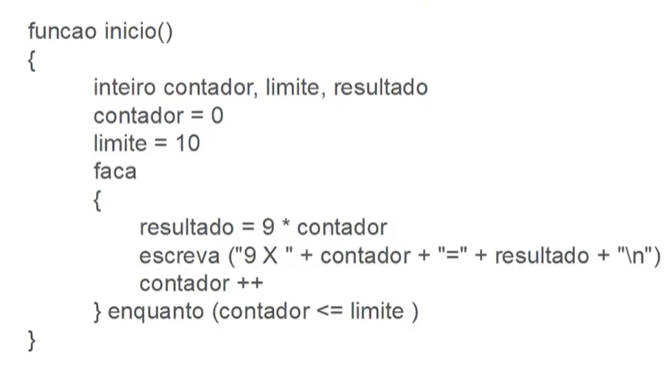 funcao inicio()
{
inteiro contador, limite, resultado
contador = 0
limite = 10
faca
{
resultado = 9 * contador
escreva ("9 X " + contador + "=" + resultado + "\n")
contador ++
} enquanto (contador <= limite )
}